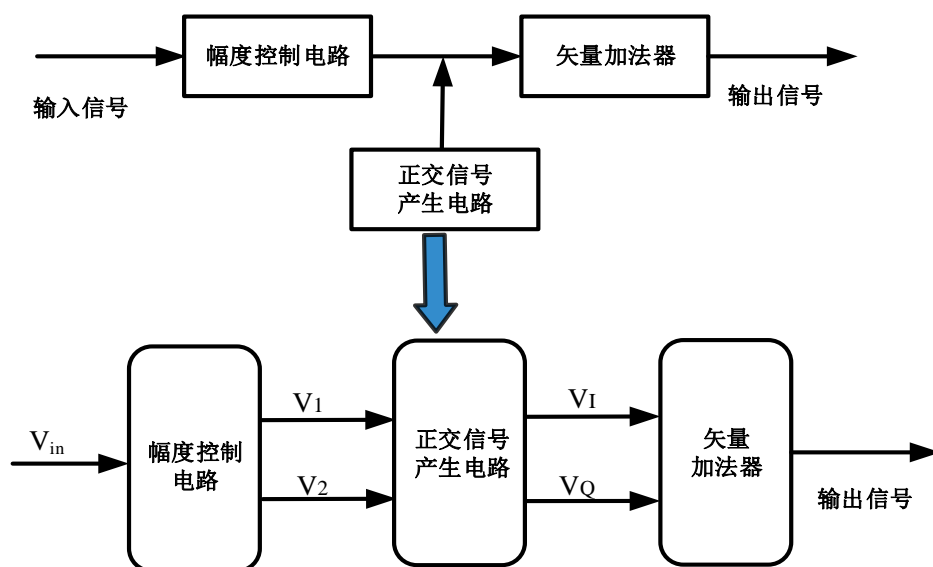 幅度控制电路
矢量加法器
输入信号
输出信号
正交信号
产生电路
V1
VI
Vin
幅度控制
电路
正交信号
产生电路
矢量
加法器
V2
VQ
输出信号